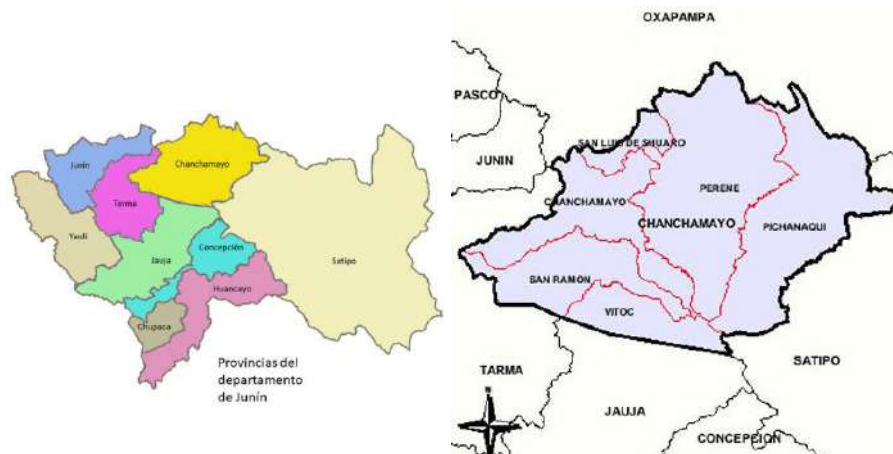 Junín
Chanchamayo
Tarma
Yauli
Jauja
Concepción
Satipo
Huancayo
Chupaca
Provincias del
departamento
de Junín
OXAPAMPA
PASCO
JUNIN
SAN LUIS DE SHUARO
PERENE
CHANCHAMAYO
CHANCHAMAYO
PICHANAQUI
SAN RAMON
VITOC
SATIPO
TARMA
JAUJA
N
CONCEPCION